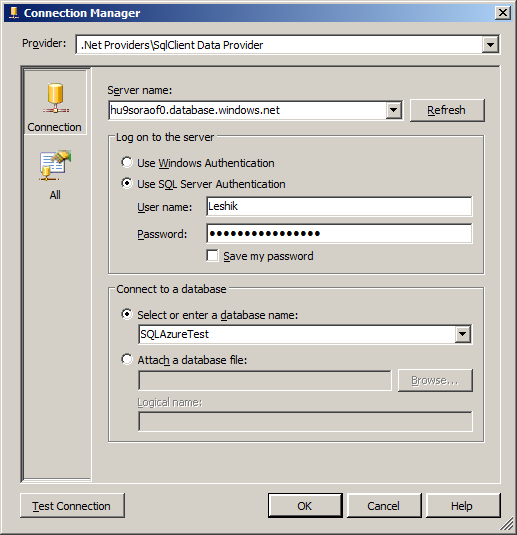 Connection Manager
Provider: .Net Providers\SqlClient Data Provider
Connection
All
Server name:
hu9soraof0.database.windows.net Refresh
Log on to the server
Use Windows Authentication
Use SQL Server Authentication
User name: Leshik
Password: ●●●●●●●●●●●●●●●●
Save my password
Connect to a database
Select or enter a database name:
SQLAzureTest
Attach a database file:
Browse...
Logical name:
Test Connection OK Cancel Help